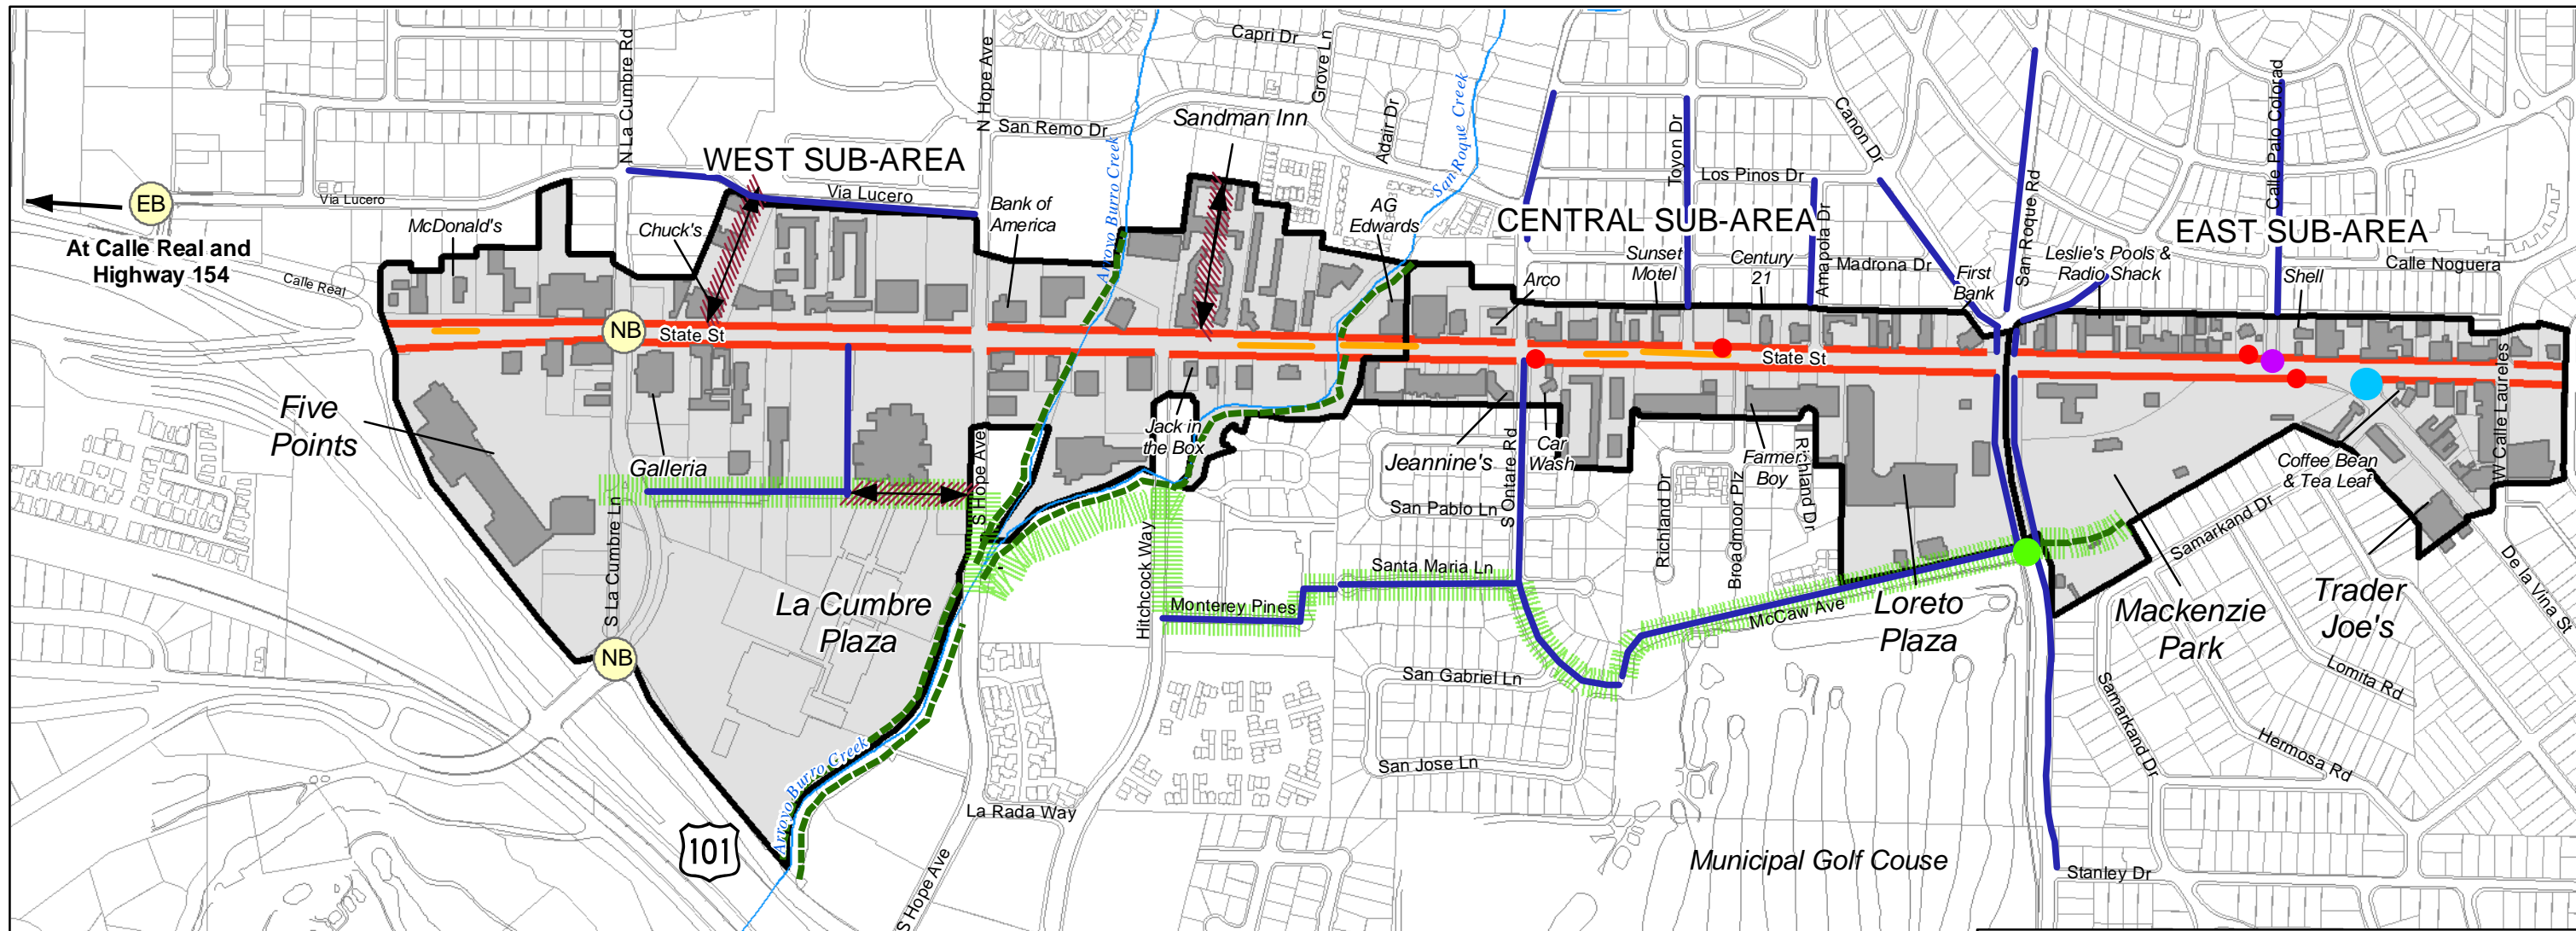 Capri Dr
Grove Ln
N La Cumbre Rd
N Hope Ave
San Remo Dr
Arroyo Burro Creek
Sandman Inn
Adair Dr
San Roque Creek
Toyon Dr
Canon Dr
Los Pinos Dr
San Roque Rd
Calle Palo Colorad
WEST SUB-AREA
EB
Via Lucero
Via Lucero
At Calle Real and
Highway 154
McDonald's
Chuck's
Bank of
America
AG
Edwards
CENTRAL SUB-AREA
EAST SUB-AREA
Calle Real
Arco
Sunset
Motel
Century
21
Amapola Dr
Madrona Dr
First
Bank
Leslie's Pools &
Radio Shack
Shell
Calle Noguera
NB
State St
State St
W Calle Laureles
Five
Points
Galleria
S Hope Ave
Jack in
the Box
Jeannine's
Car
Wash
S Ontare Rd
Farmer
Boy
Richland Dr
Coffee Bean
& Tea Leaf
San Pablo Ln
Richland Dr
Broadmoor Plz
Samarkand Dr
De la Vina St
S La Cumbre Ln
La Cumbre
Plaza
Hitchcock Way
Monterey Pines
Santa Maria Ln
McCaw Ave
Loreto
Plaza
Mackenzie
Park
Trader
Joe's
NB
San Gabriel Ln
Lomita Rd
Samarkand Dr
Hermosa Rd
San Jose Ln
Arroyo Burro Creek
La Rada Way
101
S Hope Ave
Municipal Golf Couse
Stanley Dr